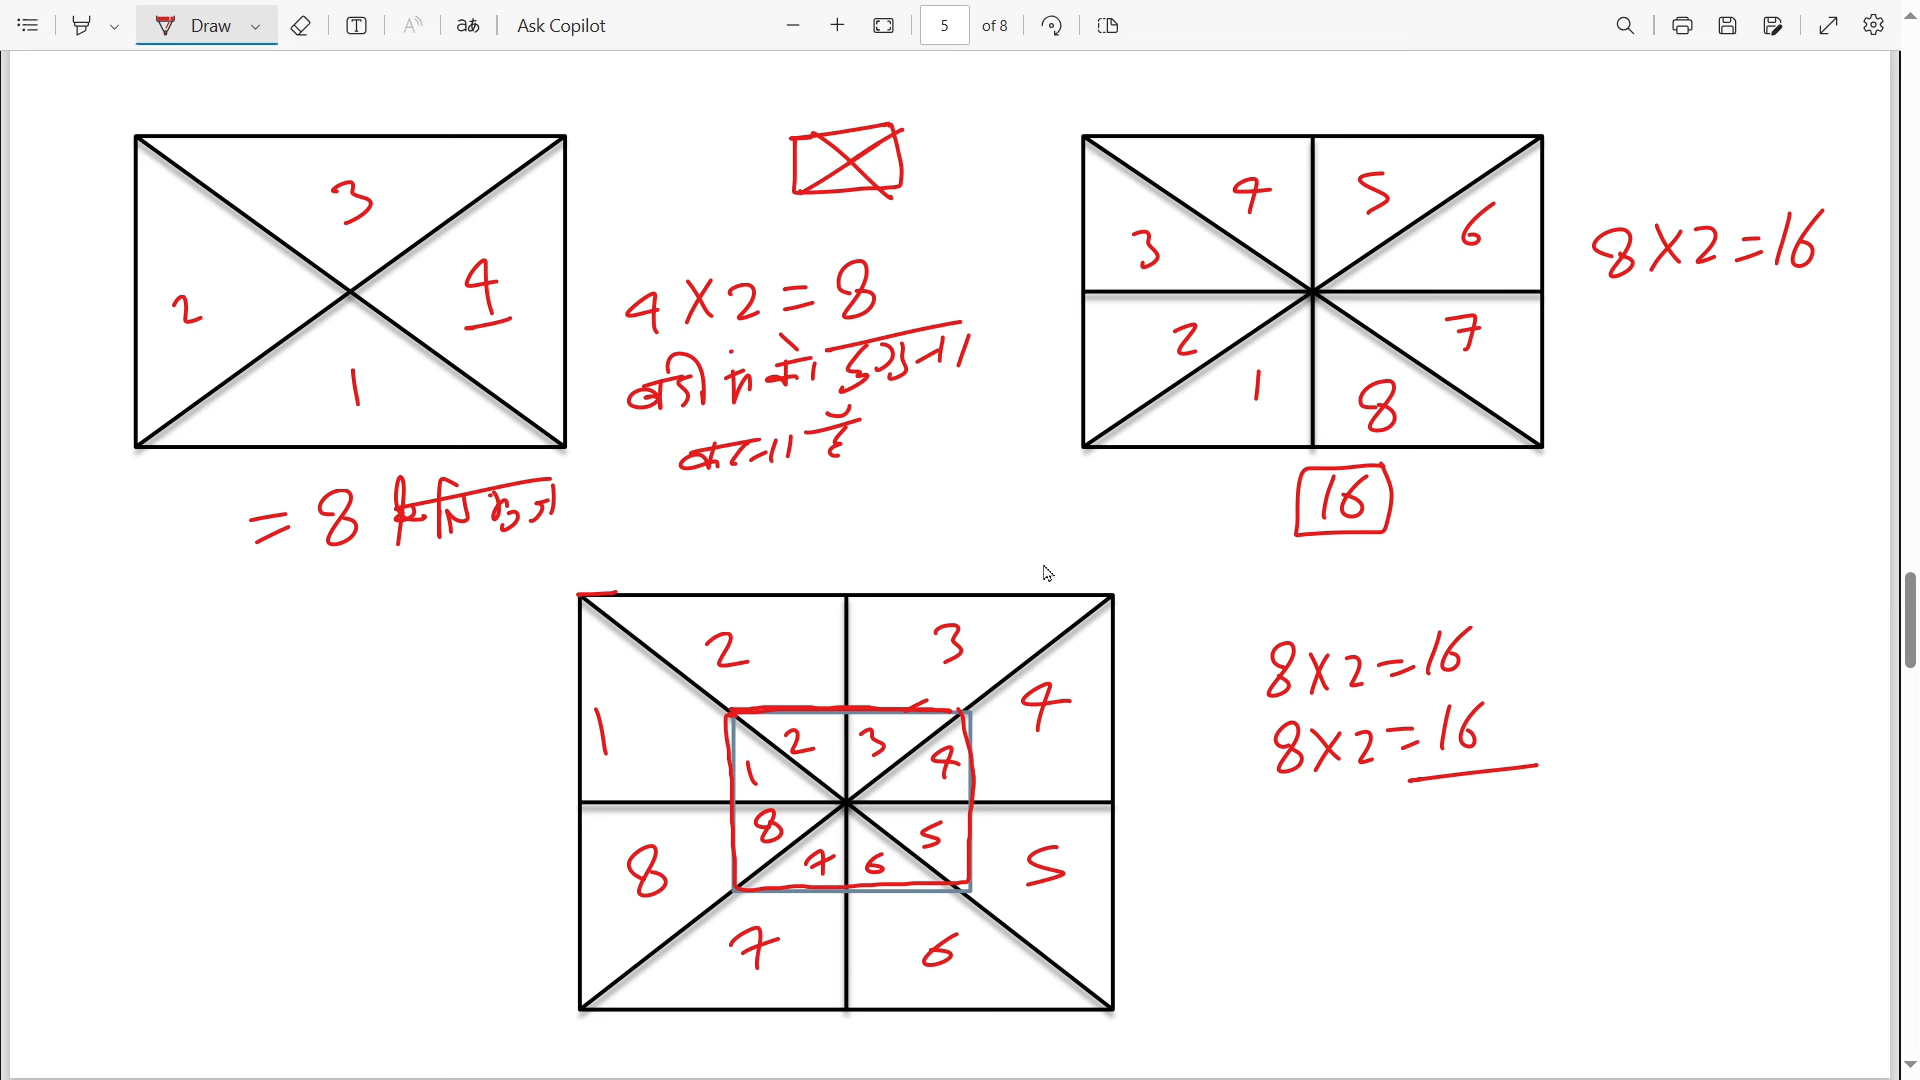 Draw
aあ
Ask Copilot
5 of 8
3
2
4
1
4 × 2 = 8
= 8
4 5
3 6
2 7
1 8
8 × 2 = 16
16
2 3
1 4
2 3
1 4
8 5
7 6
8 5
7 6
8 × 2 = 16
8 × 2 = 16